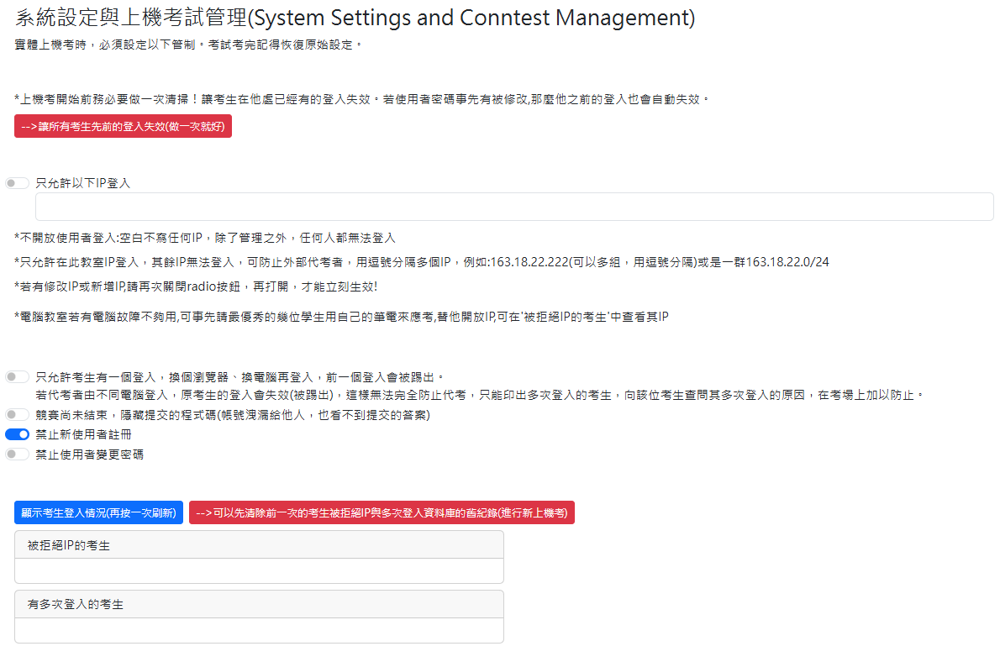 系統設定與上機考試管理(System Settings and Conntest Management)
實體上機考時，必須設定以下管制。考試考完記得恢復原始設定。
*上機考開始前務必要做一次清掃！讓考生在他處已經有的登入失效。若使用者密碼事先有被修改,那麼他之前的登入也會自動失效。
-->讓所有考生先前的登入失效(做一次就好)
只允許以下IP登入
*不開放使用者登入:空白不寫任何IP，除了管理之外，任何人都無法登入
*只允許在此教室IP登入，其餘IP無法登入，可防止外部代考者，用逗號分隔多個IP，例如:163.18.22.222(可以多組，用逗號分隔)或是一群163.18.22.0/24
*若有修改IP或新增IP,請再次關閉radio按鈕，再打開，才能立刻生效!
*電腦教室若有電腦故障不夠用,可事先請最優秀的幾位學生用自己的筆電來應考,替他開放IP,可在'被拒絕IP的考生'中查看其IP
只允許考生有一個登入，換個瀏覽器、換電腦再登入，前一個登入會被踢出。
若代考者由不同電腦登入，原考生的登入會失效(被踢出)，這樣無法完全防止代考，只能印出多次登入的考生，向該位考生查問其多次登入的原因，在考場上加以防止。
競賽尚未結束，隱藏提交的程式碼(帳號洩漏給他人，也看不到提交的答案)
禁止新使用者註冊
禁止使用者變更密碼
顯示考生登入情況(再按一次刷新)
-->可以先清除前一次的考生被拒絕IP與多次登入資料庫的舊紀錄(進行新上機考)
被拒絕IP的考生
有多次登入的考生